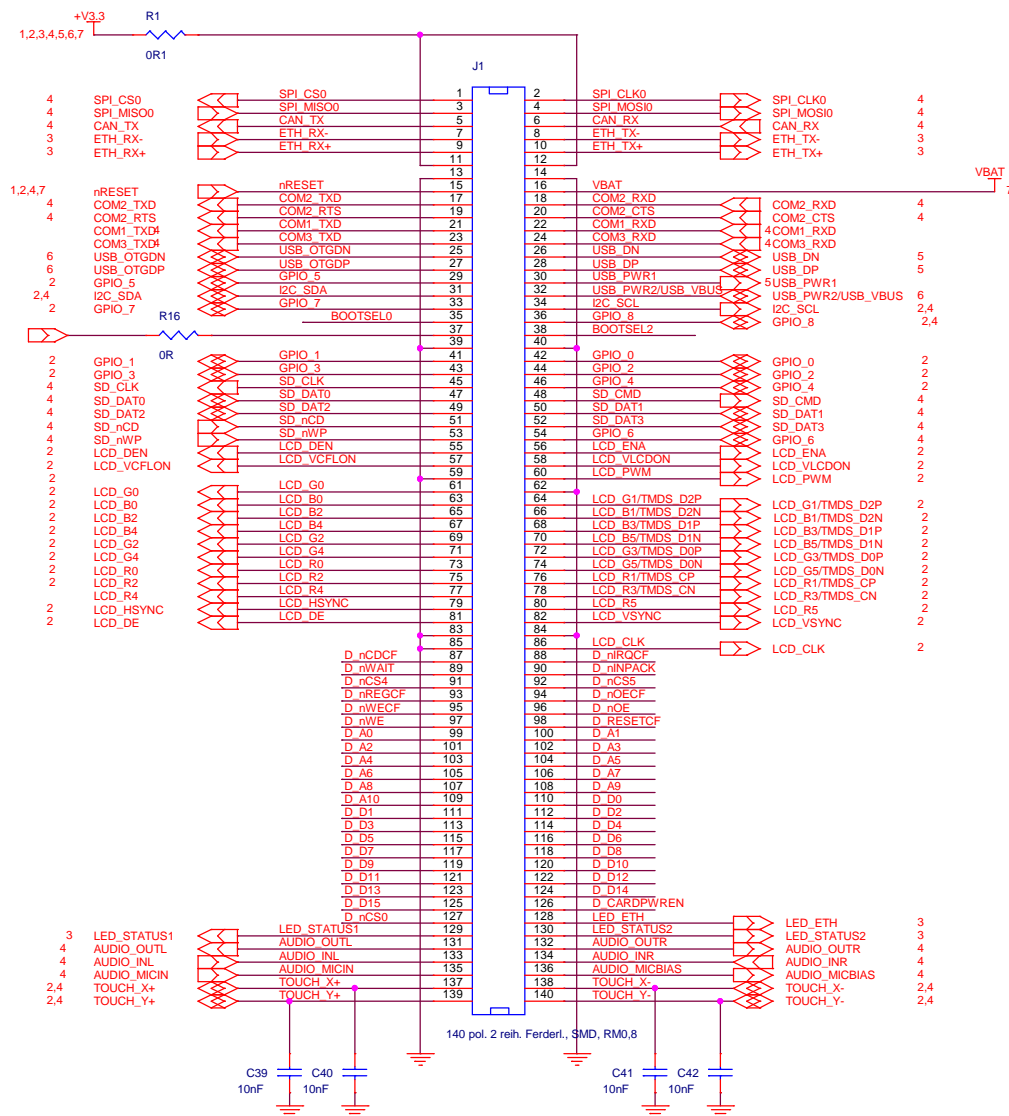 +V3.3 R1
1,2,3,4,5,6,7
0R1
J1
4 SPI_CS0 SPI_CS0 1 2 SPI_CLK0 SPI_CLK0 4
4 SPI_MISO0 SPI_MISO0 3 4 SPI_MOSI0 SPI_MOSI0 4
4 CAN_TX CAN_TX 5 6 CAN_RX CAN_RX 4
3 ETH_RX- ETH_RX- 7 8 ETH_TX- ETH_TX- 3
3 ETH_RX+ ETH_RX+ 9 10 ETH_TX+ ETH_TX+ 3
11 12
13 14
1,2,4,7 nRESET nRESET 15 16 VBAT VBAT 7
4 COM2_TXD COM2_TXD 17 18 COM2_RXD COM2_RXD 4
4 COM2_RTS COM2_RTS 19 20 COM2_CTS COM2_CTS 4
COM1_TXD 4 COM1_TXD 21 22 COM1_RXD 4 COM1_RXD
COM3_TXD 4 COM3_TXD 23 24 COM3_RXD 4 COM3_RXD
6 USB_OTGDN USB_OTGDN 25 26 USB_DN USB_DN 5
6 USB_OTGDP USB_OTGDP 27 28 USB_DP USB_DP 5
2 GPIO_5 GPIO_5 29 30 USB_PWR1 5 USB_PWR1
2,4 I2C_SDA I2C_SDA 31 32 USB_PWR2/USB_VBUS USB_PWR2/USB_VBUS 6
2 GPIO_7 GPIO_7 33 34 I2C_SCL I2C_SCL 2,4
BOOTSEL0 35 36 GPIO_8 GPIO_8 2,4
R16 37 38 BOOTSEL2
0R 39 40
2 GPIO_1 GPIO_1 41 42 GPIO_0 GPIO_0 2
2 GPIO_3 GPIO_3 43 44 GPIO_2 GPIO_2 2
4 SD_CLK SD_CLK 45 46 GPIO_4 GPIO_4 2
4 SD_DAT0 SD_DAT0 47 48 SD_CMD SD_CMD 4
4 SD_DAT2 SD_DAT2 49 50 SD_DAT1 SD_DAT1 4
4 SD_nCD SD_nCD 51 52 SD_DAT3 SD_DAT3 4
4 SD_nWP SD_nWP 53 54 GPIO_6 GPIO_6 4
2 LCD_DEN LCD_DEN 55 56 LCD_ENA LCD_ENA 2
2 LCD_VCFLON LCD_VCFLON 57 58 LCD_VLCDON LCD_VLCDON 2
2 59 60 LCD_PWM LCD_PWM 2
2 LCD_G0 LCD_G0 61 62
2 LCD_B0 LCD_B0 63 64 LCD_G1/TMDS_D2P LCD_G1/TMDS_D2P 2
2 LCD_B2 LCD_B2 65 66 LCD_B1/TMDS_D2N LCD_B1/TMDS_D2N 2
2 LCD_B4 LCD_B4 67 68 LCD_B3/TMDS_D1P LCD_B3/TMDS_D1P 2
2 LCD_G2 LCD_G2 69 70 LCD_B5/TMDS_D1N LCD_B5/TMDS_D1N 2
2 LCD_G4 LCD_G4 71 72 LCD_G3/TMDS_D0P LCD_G3/TMDS_D0P 2
2 LCD_R0 LCD_R0 73 74 LCD_G5/TMDS_D0N LCD_G5/TMDS_D0N 2
2 LCD_R2 LCD_R2 75 76 LCD_R1/TMDS_CP LCD_R1/TMDS_CP 2
LCD_R4 LCD_R4 77 78 LCD_R3/TMDS_CN LCD_R3/TMDS_CN 2
2 LCD_HSYNC LCD_HSYNC 79 80 LCD_R5 LCD_R5 2
2 LCD_DE LCD_DE 81 82 LCD_VSYNC LCD_VSYNC 2
83 84
85 86 LCD_CLK LCD_CLK 2
D_nCDCF 87 88 D_nIRQCF
D_nWAIT 89 90 D_nINPACK
D_nCS4 91 92 D_nCS5
D_nREGCF 93 94 D_nOECF
D_nWECF 95 96 D_nOE
D_nWE 97 98 D_RESETCF
D_A0 99 100 D_A1
D_A2 101 102 D_A3
D_A4 103 104 D_A5
D_A6 105 106 D_A7
D_A8 107 108 D_A9
D_A10 109 110 D_D0
D_D1 111 112 D_D2
D_D3 113 114 D_D4
D_D5 115 116 D_D6
D_D7 117 118 D_D8
D_D9 119 120 D_D10
D_D11 121 122 D_D12
D_D13 123 124 D_D14
D_D15 125 126 D_CARDPWREN
D_nCS0 127 128 LED_ETH LED_ETH 3
3 LED_STATUS1 LED_STATUS1 129 130 LED_STATUS2 LED_STATUS2 3
4 AUDIO_OUTL AUDIO_OUTL 131 132 AUDIO_OUTR AUDIO_OUTR 4
4 AUDIO_INL AUDIO_INL 133 134 AUDIO_INR AUDIO_INR 4
4 AUDIO_MICIN AUDIO_MICIN 135 136 AUDIO_MICBIAS AUDIO_MICBIAS 4
2,4 TOUCH_X+ TOUCH_X+ 137 138 TOUCH_X- TOUCH_X- 2,4
2,4 TOUCH_Y+ TOUCH_Y+ 139 140 TOUCH_Y- TOUCH_Y- 2,4
140 pol. 2 reih. Ferderl., SMD, RM0,8
C39 C40 C41 C42
10nF 10nF 10nF 10nF